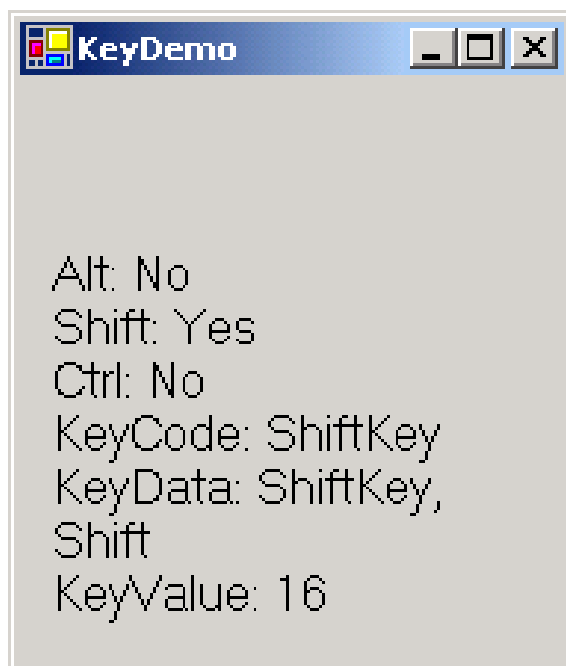 KeyDemo
Alt: No
Shift: Yes
Ctrl: No
KeyCode: ShiftKey
KeyData: ShiftKey,
Shift
KeyValue: 16